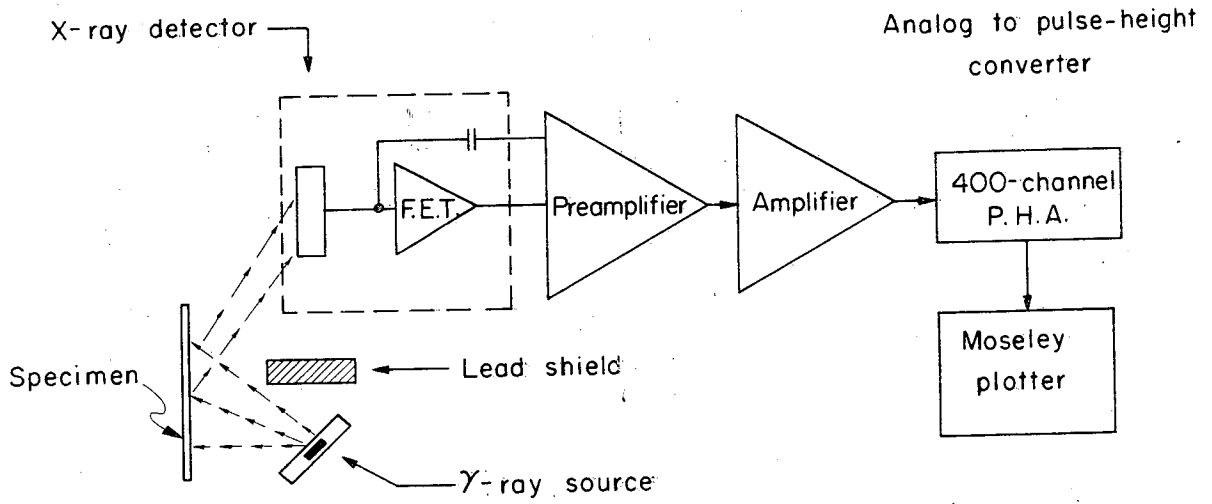 X-ray detector
Analog to pulse-height
converter
F.E.T.
Preamplifier
Amplifier
400-channel
P. H. A.
Moseley
plotter
Lead shield
Specimen
γ-ray source